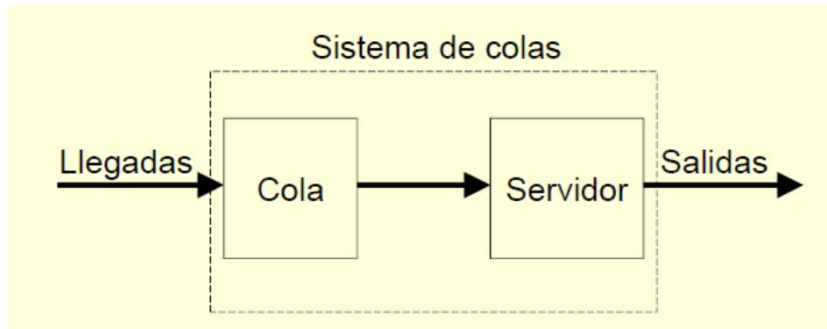 Sistema de colas
Llegadas
Cola
Servidor
Salidas